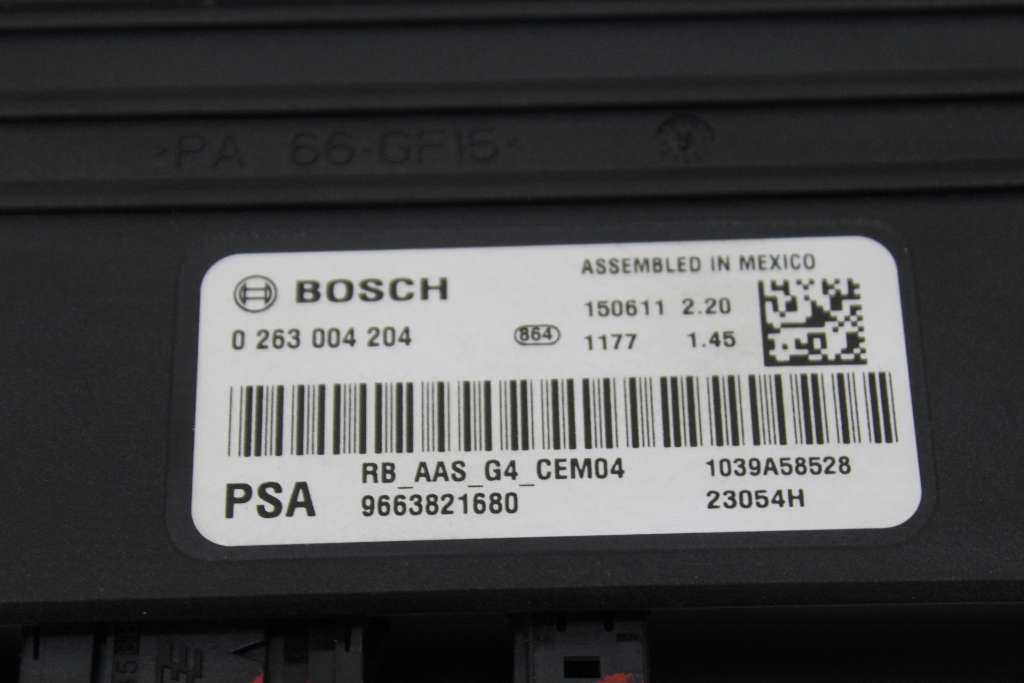 >PA 66-GF15<
BOSCH
ASSEMBLED IN MEXICO
0 263 004 204
864
150611 2.20
1177 1.45
RB_AAS_G4_CEM04
1039A58528
PSA
9663821680
23054H